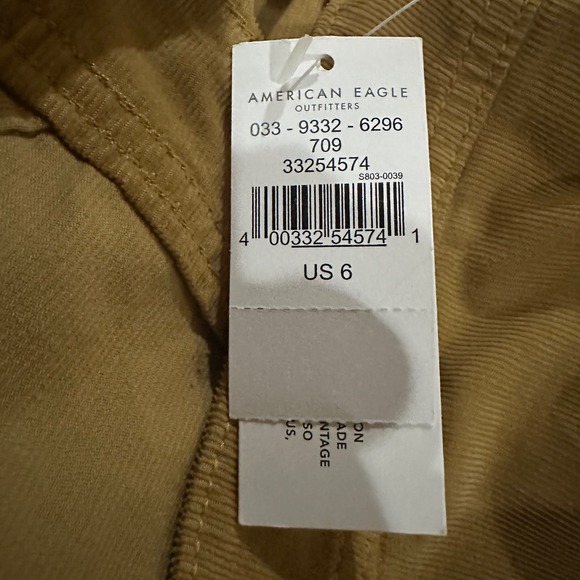 AMERICAN EAGLE
OUTFITTERS
033 - 9332 - 6296
709
33254574
S803-0039
4 00332 54574 1
US 6
ON
ADE
NTAGE
SO
US,